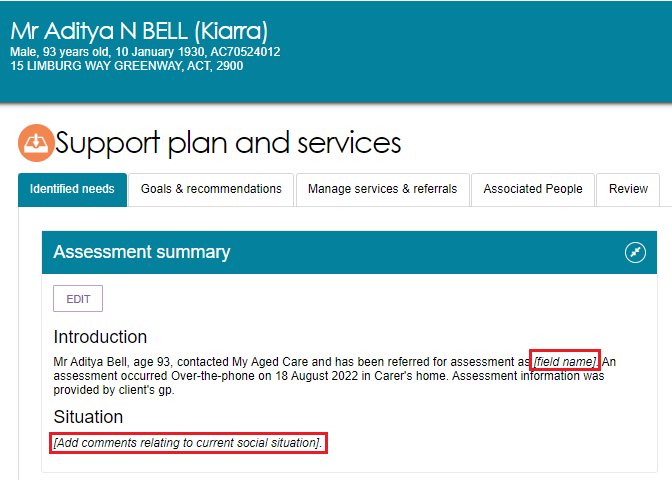 Mr Aditya N BELL (Kiarra)
Male, 93 years old, 10 January 1930, AC70524012
15 LIMBURG WAY GREENWAY, ACT, 2900
Support plan and services
Identified needs Goals & recommendations Manage services & referrals Associated People Review
Assessment summary
EDIT
Introduction
Mr Aditya Bell, age 93, contacted My Aged Care and has been referred for assessment as [field name]. An
assessment occurred Over-the-phone on 18 August 2022 in Carer's home. Assessment information was
provided by client's gp.
Situation
[Add comments relating to current social situation].